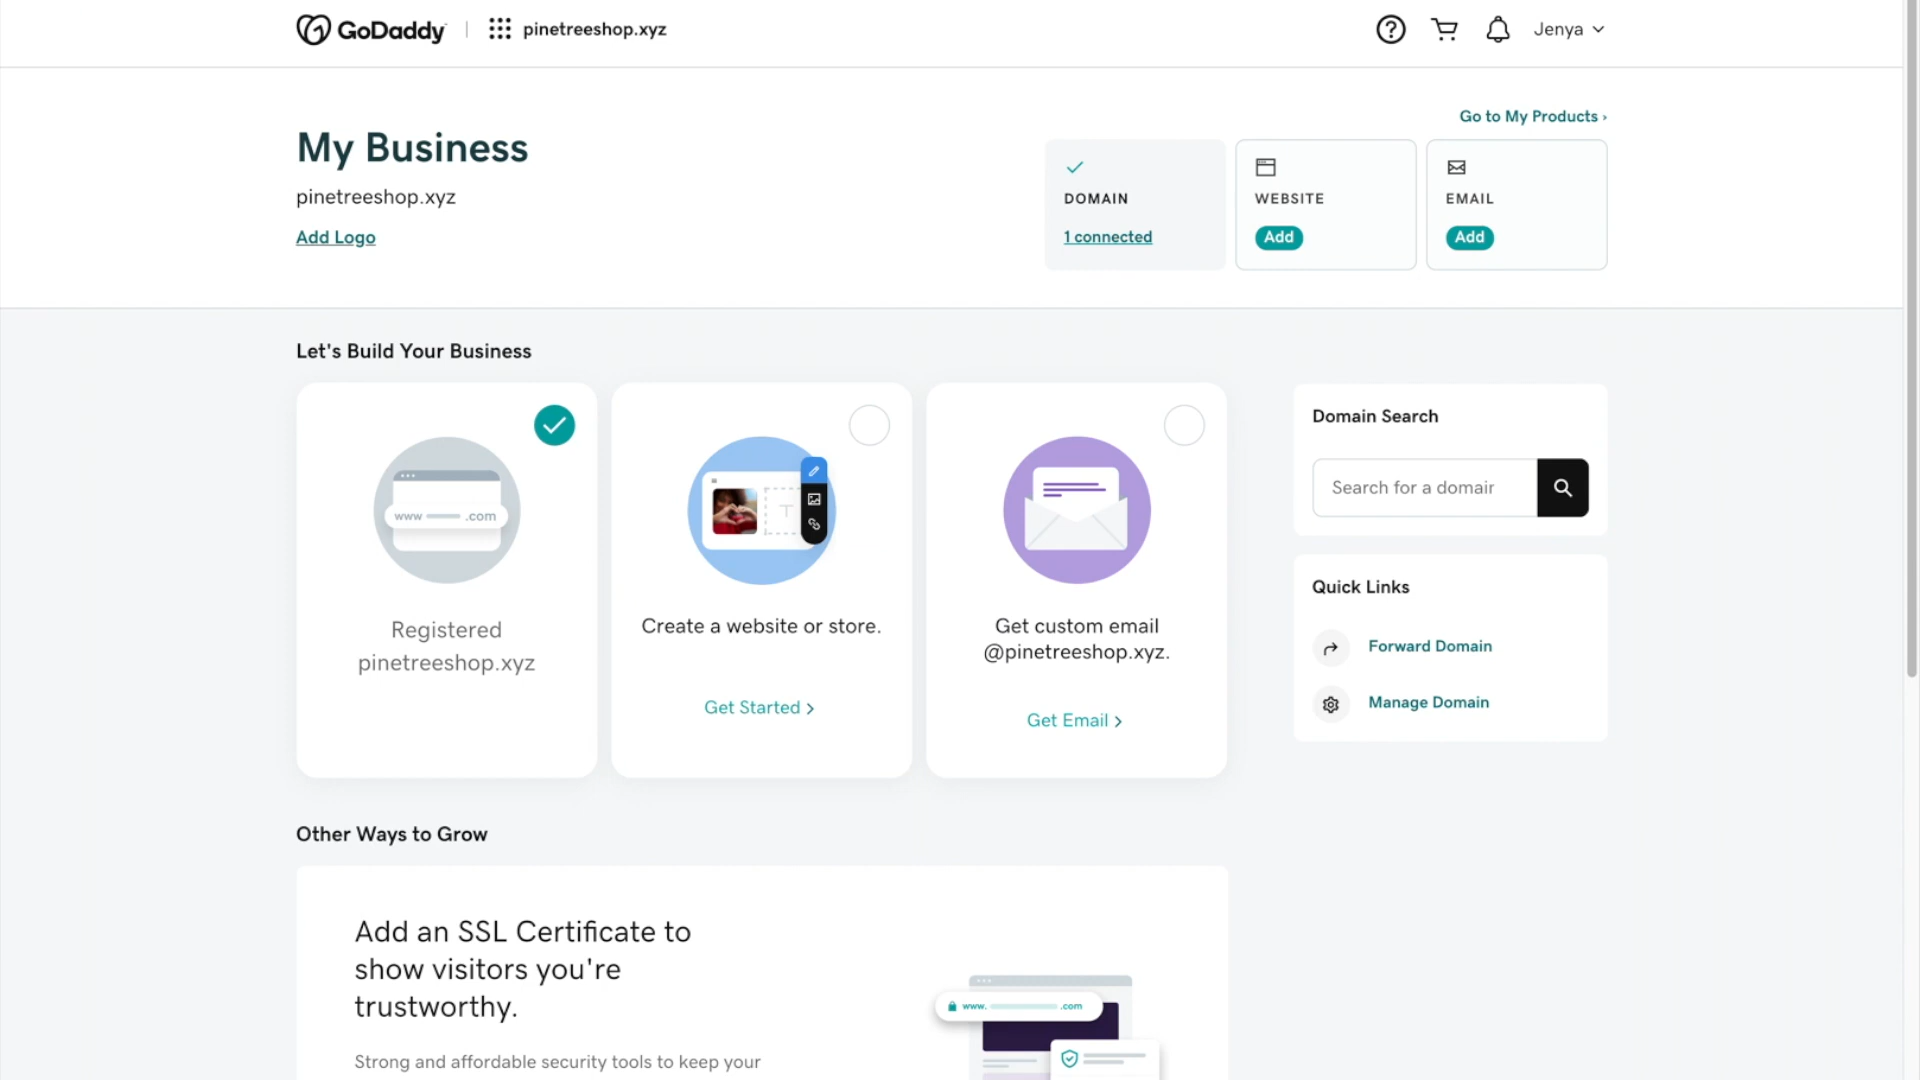 GoDaddy
pinetreeshop.xyz
Jenya
Go to My Products ›
My Business
pinetreeshop.xyz
Add Logo
DOMAIN
1 connected
WEBSITE
Add
EMAIL
Add
Let's Build Your Business
www .com
Registered
pinetreeshop.xyz
T
Create a website or store.
Get Started
Get custom email
@pinetreeshop.xyz.
Get Email
Domain Search
Search for a domair
Quick Links
Forward Domain
Manage Domain
Other Ways to Grow
Add an SSL Certificate to
show visitors you're
trustworthy.
Strong and affordable security tools to keep your
www. .com